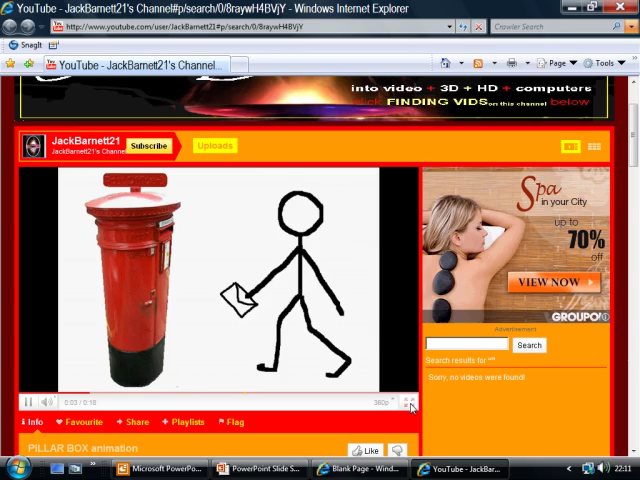 YouTube - JackBarnett21's Channel#p/search/0/8raywH4BVjY - Windows Internet Explorer
http://www.youtube.com/user/JackBarnett21#p/search/0/8raywH4BVjY
Crawler Search
SnagIt
YouTube - JackBarnett21's Channel...
Page
Tools
into video + 3D + HD + computers
click FINDING VIDS on this channel below
JackBarnett21
JackBarnett21's Channel
Subscribe
Uploads
Spa
in your City
up to
70%
off
VIEW NOW
GROUPON
Advertisement
Search
Search results for ""
Sorry, no videos were found!
0:03 / 0:18
360p
Info
Favourite
Share
Playlists
Flag
PILLAR BOX animation
Like
Microsoft PowerPo...
PowerPoint Slide S...
Blank Page - Wind...
YouTube - JackBar...
22:11